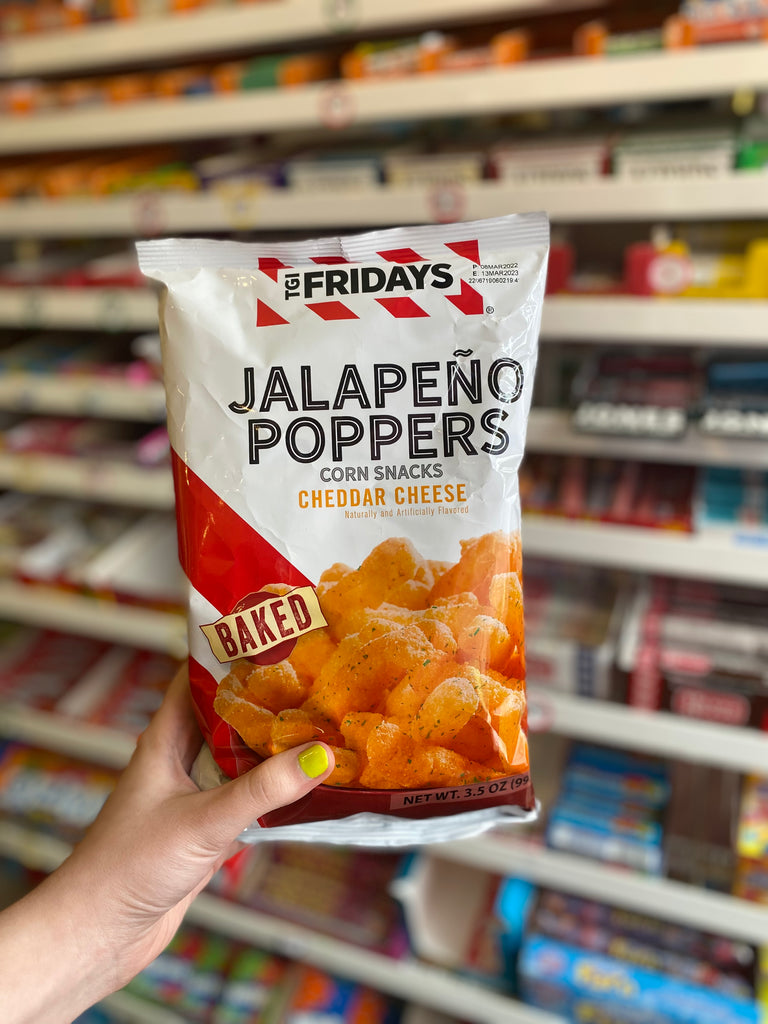 TGI FRIDAYS
®
P: 08MAR2022
E: 13MAR2023
JALAPEÑO
POPPERS
CORN SNACKS
CHEDDAR CHEESE
Naturally and Artificially Flavored
BAKED
NET WT. 3.5 OZ (99